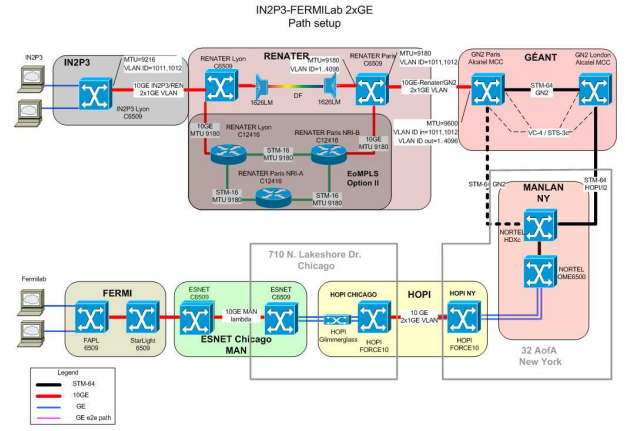 IN2P3-FERMILab 2xGE
Path setup
IN2P3
IN2P3
MTU=9216
VLAN ID=1011,1012
10GE IN2P3/REN
2x1GE VLAN
IN2P3 Lyon
C6509
RENATER
RENATER Lyon
C6509
MTU=9180
VLAN ID=1..4096
RENATER Paris
C6509
MTU=9180
VLAN ID=1011,1012
1626LM
DF
1626LM
10GE
MTU 9180
10GE
MTU 9180
RENATER Lyon
C12416
RENATER Paris NRI-B
C12416
STM-16
MTU 9180
RENATER Paris NRI-A
C12416
STM-16
MTU 9180
STM-16
MTU 9180
EoMPLS
Option II
10GE-Renater/GN2
2x1GE VLAN
GÉANT
GN2 Paris
Alcatel MCC
GN2 London
Alcatel MCC
STM-64
GN2
MTU=9600
VLAN ID in=1011,1012
VLAN ID out=1..4096
VC-4 / STS-3c
STM-64 GN2
STM-64
HOPI/I2
MANLAN
NY
NORTEL
HDXc
NORTEL
OME6500
710 N. Lakeshore Dr.
Chicago
Fermilab
FERMI
FAPL
6509
StarLight
6509
ESNET
C6509
10GE MAN
lambda
ESNET
C6509
ESNET Chicago
MAN
HOPI CHICAGO
HOPI
HOPI NY
HOPI
Glimmerglass
HOPI
FORCE10
10 GE
2x1GE VLAN
HOPI
FORCE10
32 AofA
New York
Legend
STM-64
10GE
GE
GE e2e path